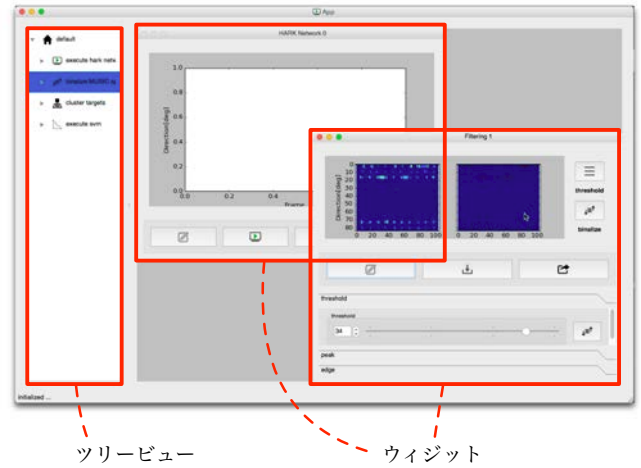 App
default
HARK Network 0
execute hark netw
binalize MUSIC sp
cluster targets
execute svm
1.0
0.8
0.6
0.4
0.2
0.0
Direction[deg]
0.0 0.2 0.4
Frame
Filtering 1
0
10
20
30
40
50
60
70
80
Direction[deg]
0 20 40 60 80 100
0 20 40 60 80 100
threshold
binalize
threshold
threshold
34
peak
edge
initialized ...
ツリービュー
ウィジット